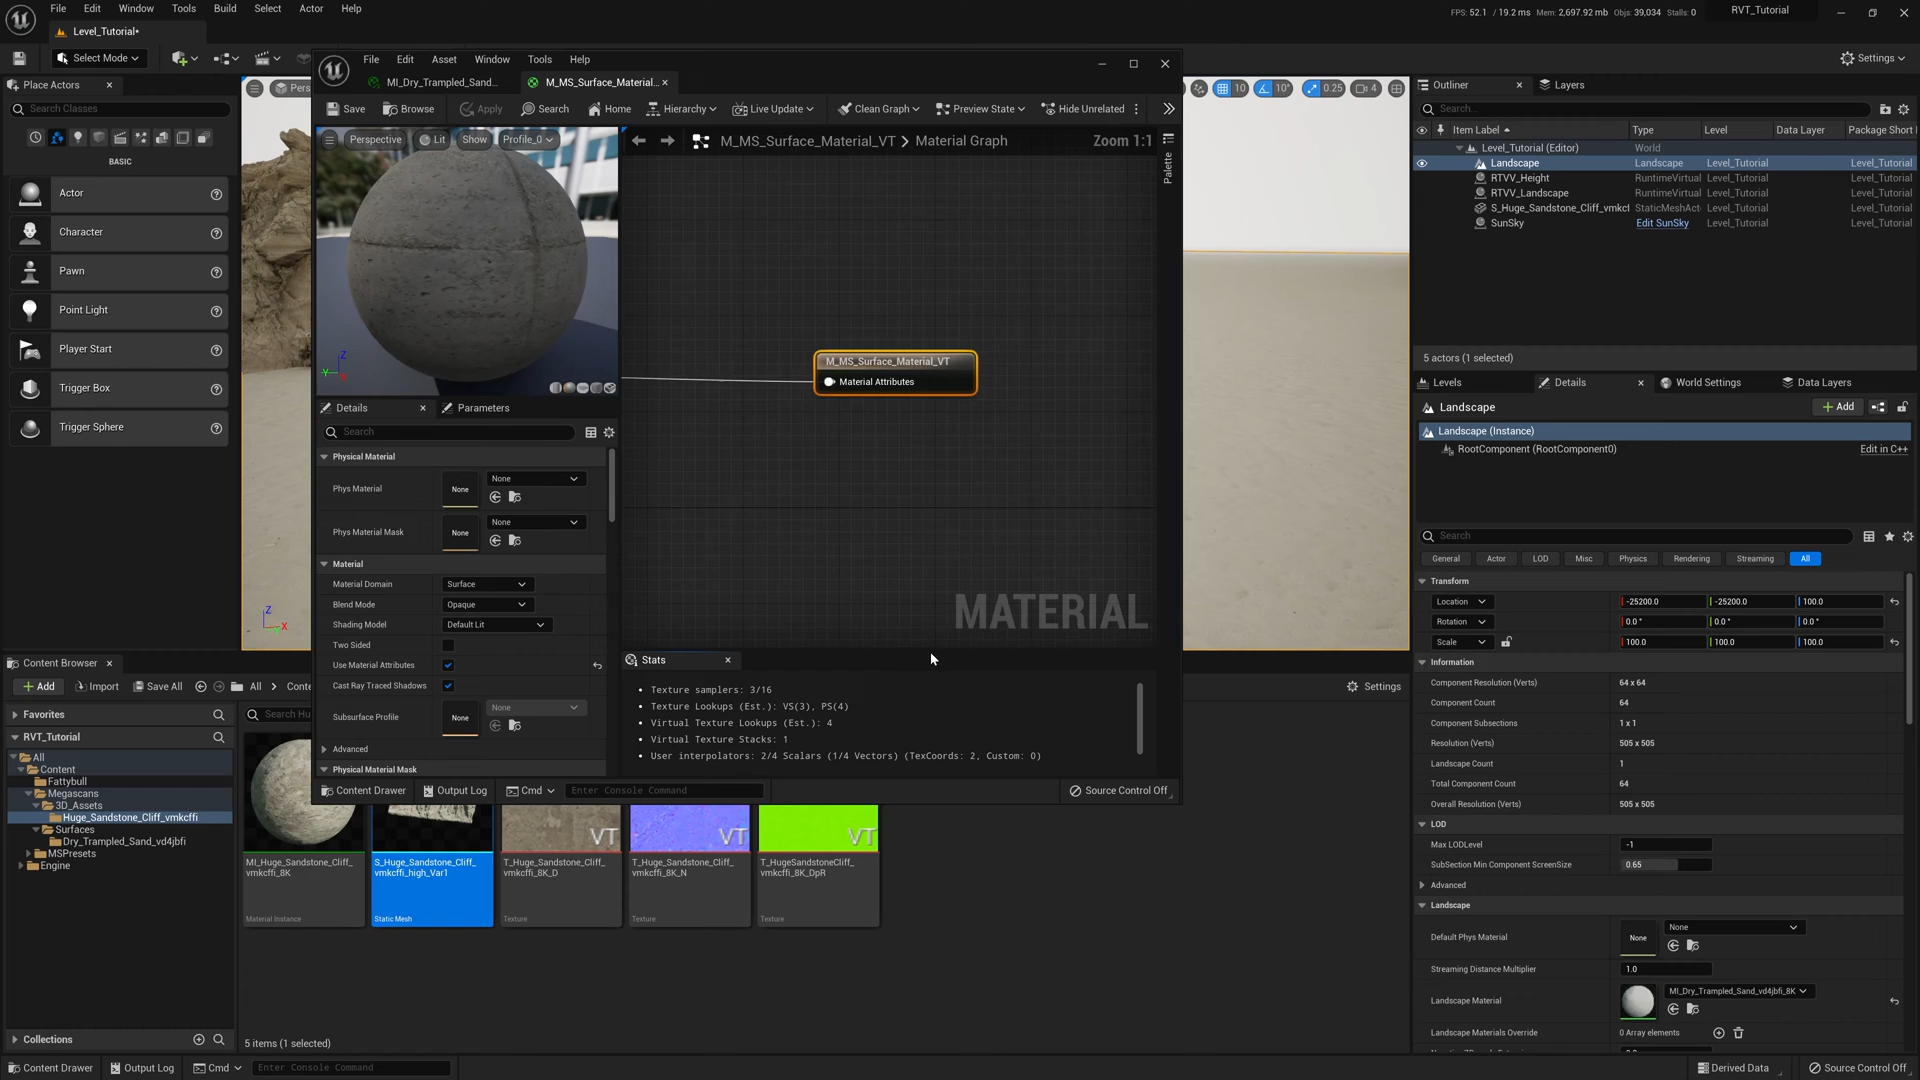 File Edit Window Tools Build Select Actor Help
FPS: 52.1 / 19.2 ms Mem: 2,697.92 mb Objs: 39,034 Stalls: 0
RVT_Tutorial
Level_Tutorial*
Select Mode
Settings
Place Actors
Search Classes
BASIC
Actor
Character
Pawn
Point Light
Player Start
Trigger Box
Trigger Sphere
Pers
File Edit Asset Window Tools Help
MI_Dry_Trampled_Sand...
M_MS_Surface_Material...
Save Browse Apply Search Home Hierarchy Live Update Clean Graph Preview State Hide Unrelated
Perspective Lit Show Profile_0
M_MS_Surface_Material_VT > Material Graph
Zoom 1:1
Palette
M_MS_Surface_Material_VT
Material Attributes
MATERIAL
Z
Y
Details Parameters
Search
Physical Material
Phys Material None None
Phys Material Mask None None
Material
Material Domain Surface
Blend Mode Opaque
Shading Model Default Lit
Two Sided
Use Material Attributes
Cast Ray Traced Shadows
Subsurface Profile None None
Advanced
Physical Material Mask
Stats
Texture samplers: 3/16
Texture Lookups (Est.): VS(3), PS(4)
Virtual Texture Lookups (Est.): 4
Virtual Texture Stacks: 1
User interpolators: 2/4 Scalars (1/4 Vectors) (TexCoords: 2, Custom: 0)
Content Drawer Output Log Cmd Enter Console Command Source Control Off
10 10° 0.25 4
Z
X
Outliner Layers
Search...
Item Label Type Level Data Layer Package Short
Level_Tutorial (Editor) World
Landscape Landscape Level_Tutorial Level_Tutorial
RTVV_Height RuntimeVirtual Level_Tutorial Level_Tutorial
RTVV_Landscape RuntimeVirtual Level_Tutorial Level_Tutorial
S_Huge_Sandstone_Cliff_vmkcf StaticMeshAct Level_Tutorial Level_Tutorial
SunSky Edit SunSky Level_Tutorial Level_Tutorial
5 actors (1 selected)
Levels Details World Settings Data Layers
Landscape
Add
Landscape (Instance)
RootComponent (RootComponent0) Edit in C++
Search
General Actor LOD Misc Physics Rendering Streaming All
Transform
Location -25200.0 -25200.0 100.0
Rotation 0.0° 0.0° 0.0°
Scale 100.0 100.0 100.0
Information
Component Resolution (Verts) 64 x 64
Component Count 64
Component Subsections 1 x 1
Resolution (Verts) 505 x 505
Landscape Count 1
Total Component Count 64
Overall Resolution (Verts) 505 x 505
LOD
Max LODLevel -1
SubSection Min Component ScreenSize 0.65
Advanced
Landscape
Default Phys Material None None
Streaming Distance Multiplier 1.0
Landscape Material MI_Dry_Trampled_Sand_vd4jbfi_8K
Landscape Materials Override 0 Array elements
Content Browser
Add Import Save All All Conte
Settings
Favorites
RVT_Tutorial
All
Content
Fattybull
Megascans
3D_Assets
Huge_Sandstone_Cliff_vmkcffi
Surfaces
Dry_Trampled_Sand_vd4jbfi
MSPresets
Engine
Collections
Search Hu
VT VT VT
MI_Huge_Sandstone_Cliff_vmkcffi_8K
Material Instance
S_Huge_Sandstone_Cliff_vmkcffi_high_Var1
Static Mesh
T_Huge_Sandstone_Cliff_vmkcffi_8K_D
Texture
T_Huge_Sandstone_Cliff_vmkcffi_8K_N
Texture
T_HugeSandstoneCliff_vmkcffi_8K_DpR
Texture
5 items (1 selected)
Content Drawer Output Log Cmd Enter Console Command
Derived Data Source Control Off